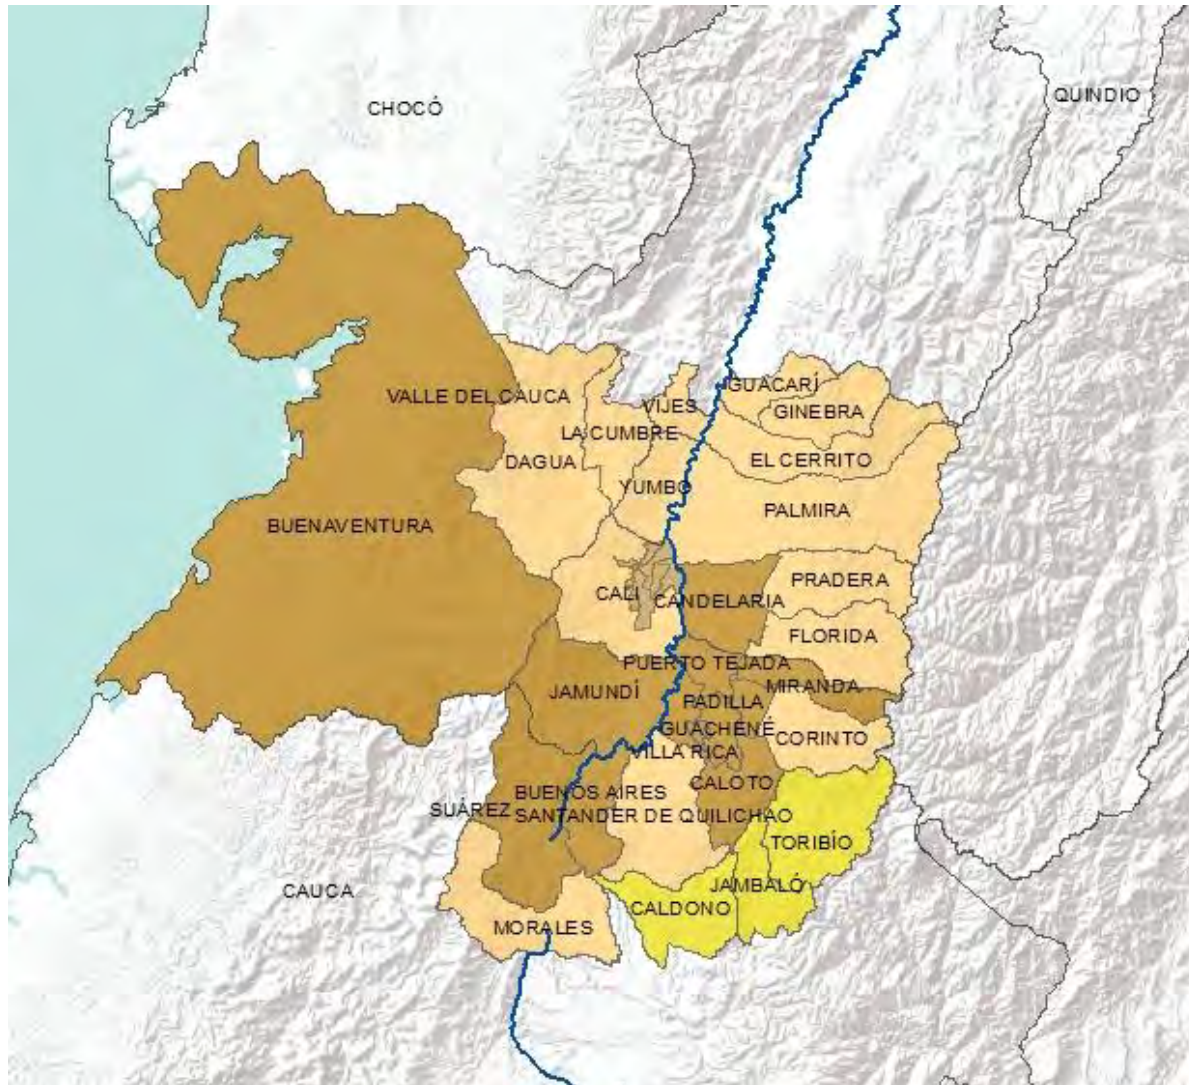 QUINDIO
CHOCÓ
GUACARÍ
VALLE DEL CAUCA
VIJES
GINEBRA
LA CUMBRE
DAGUA
EL CERRITO
YUMBO
PALMIRA
BUENAVENTURA
PRADERA
CALI
CANDELARIA
FLORIDA
PUERTO TEJADA
JAMUNDÍ
MIRANDA
PADILLA
GUACHENÉ
CORINTO
VILLA RICA
CALOTO
BUENOS AIRES
SUÁREZ
SANTANDER DE QUILICHAO
TORIBÍO
CAUCA
JAMBALÓ
CALDONO
MORALES